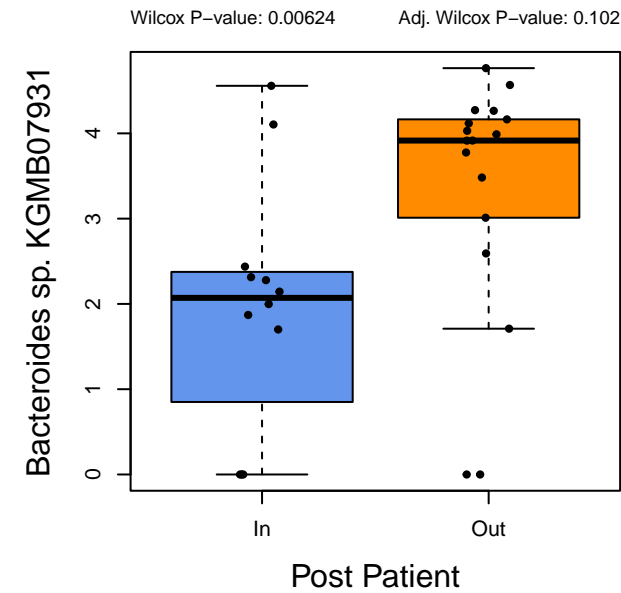 Wilcox P−value: 0.00624
Adj. Wilcox P−value: 0.102
Bacteroides sp. KGMB07931
4
3
2
1
0
In
Out
Post Patient